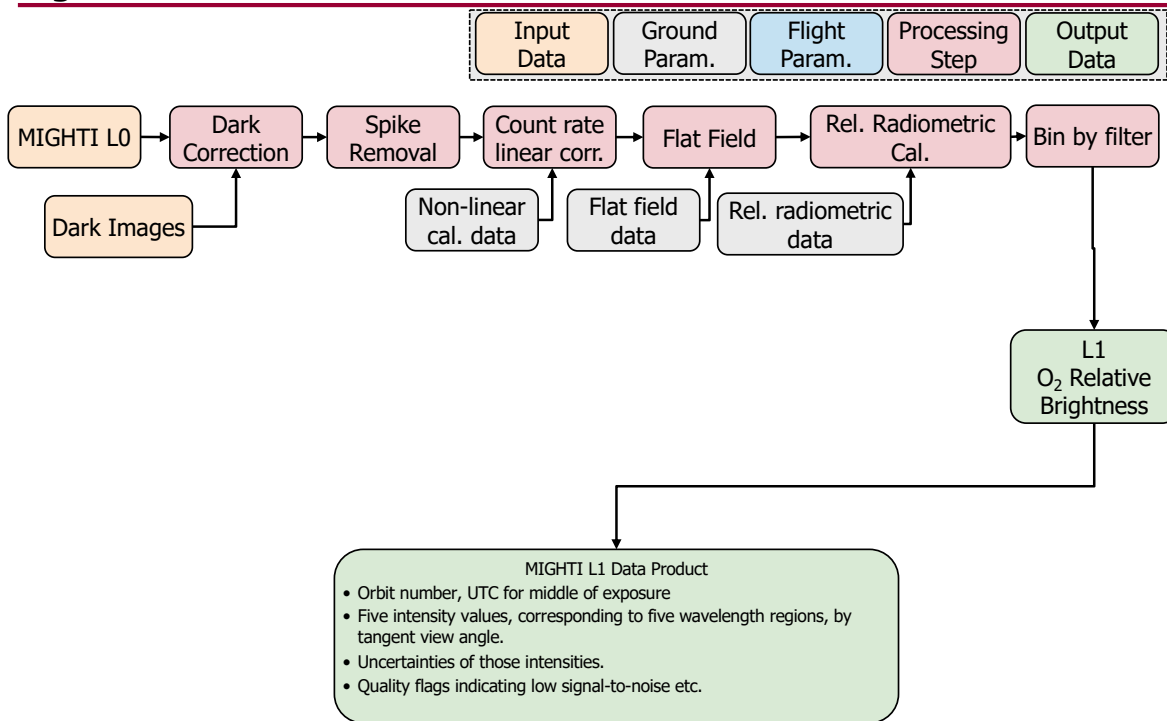 Input
Data
Ground
Param.
Flight
Param.
Processing
Step
Output
Data
MIGHTI L0
Dark
Correction
Spike
Removal
Count rate
linear corr.
Flat Field
Rel. Radiometric
Cal.
Bin by filter
Dark Images
Non-linear
cal. data
Flat field
data
Rel. radiometric
data
L1
O₂ Relative
Brightness
MIGHTI L1 Data Product
• Orbit number, UTC for middle of exposure
• Five intensity values, corresponding to five wavelength regions, by
tangent view angle.
• Uncertainties of those intensities.
• Quality flags indicating low signal-to-noise etc.